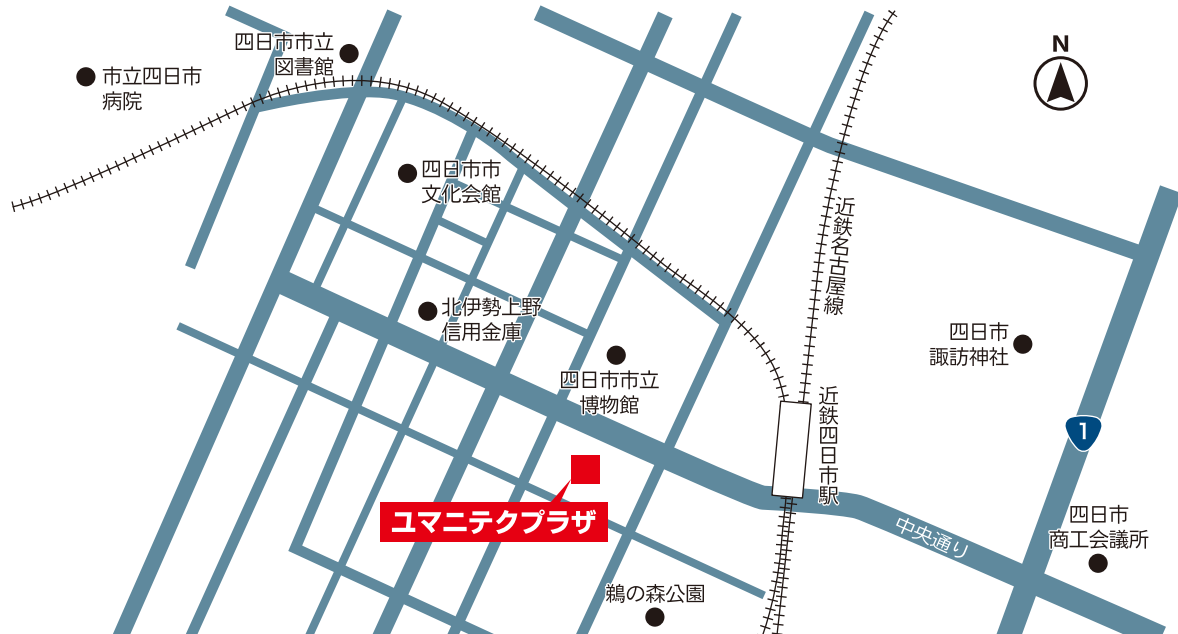 四日市市立
図書館
N
市立四日市
病院
四日市市
文化会館
近鉄名古屋線
北伊勢上野
信用金庫
四日市
諏訪神社
四日市市立
博物館
近鉄四日市駅
1
ユマニテクプラザ
中央通り
四日市
商工会議所
鵜の森公園